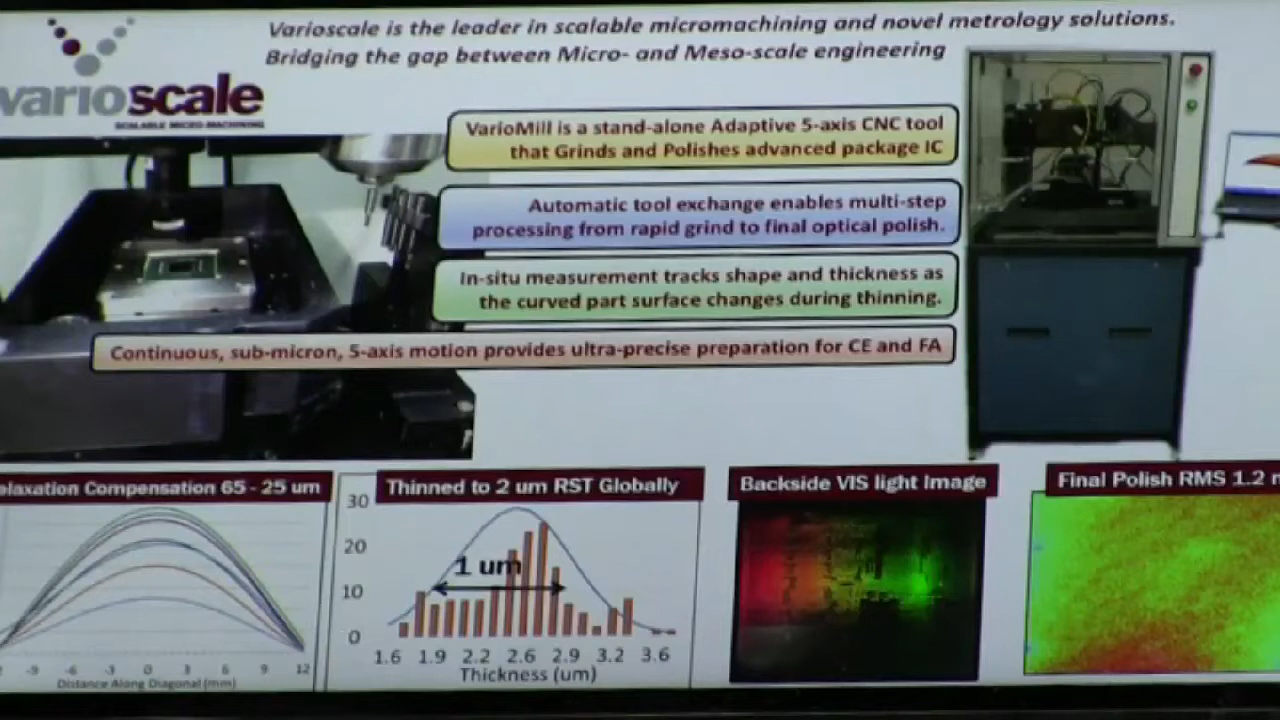 Varioscale is the leader in scalable micromachining and novel metrology solutions.
Bridging the gap between Micro- and Meso-scale engineering
varioscale
SCALABLE MICRO-MACHINING
VarioMill is a stand-alone Adaptive 5-axis CNC tool
that Grinds and Polishes advanced package IC
Automatic tool exchange enables multi-step
processing from rapid grind to final optical polish.
In-situ measurement tracks shape and thickness as
the curved part surface changes during thinning.
Continuous, sub-micron, 5-axis motion provides ultra-precise preparation for CE and FA
elaxation Compensation 65 - 25 um
-9 -6 -3 0 3 6 9 12
Distance Along Diagonal (mm)
Thinned to 2 um RST Globally
30
20
10
0
1 um
1.6 1.9 2.2 2.6 2.9 3.2 3.6
Thickness (um)
Backside VIS light Image
Final Polish RMS 1.2